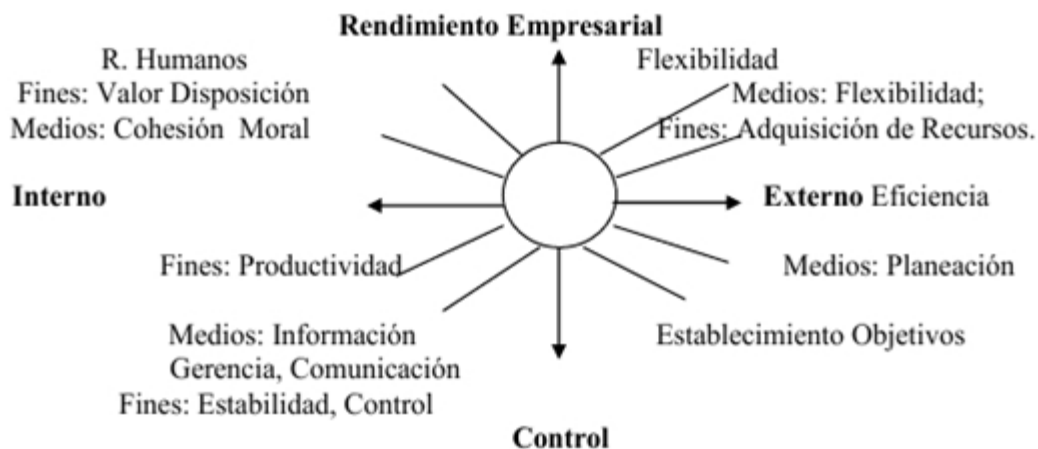 Rendimiento Empresarial
R. Humanos
Flexibilidad
Fines: Valor Disposición
Medios: Flexibilidad;
Medios: Cohesión Moral
Fines: Adquisición de Recursos.
Interno
Externo Eficiencia
Fines: Productividad
Medios: Planeación
Medios: Información
Establecimiento Objetivos
Gerencia, Comunicación
Fines: Estabilidad, Control
Control